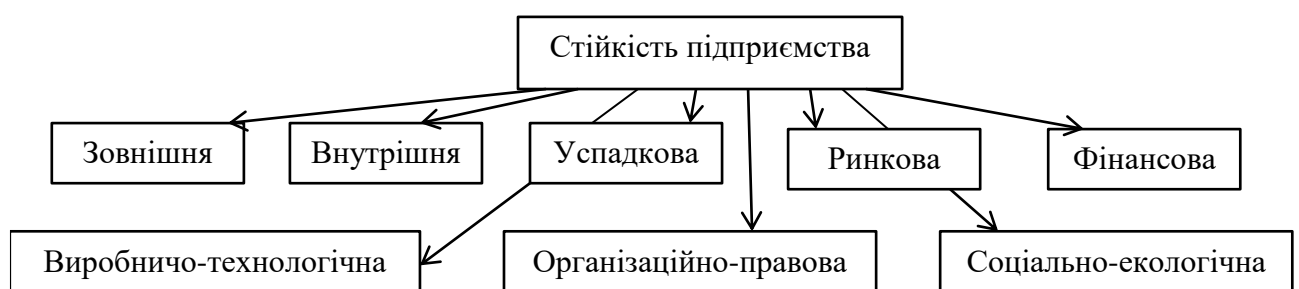 Стійкість підприємства
Зовнішня
Внутрішня
Успадкова
Ринкова
Фінансова
Виробничо-технологічна
Організаційно-правова
Соціально-екологічна